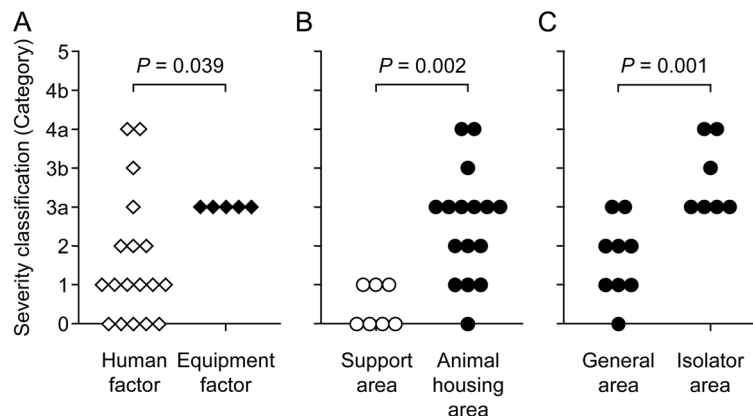 A
B
C
Severity classification (Category)
5
4b
4a
3b
3a
2
1
0
P = 0.039
P = 0.002
P = 0.001
Human factor
Equipment factor
Support area
Animal housing area
General area
Isolator area